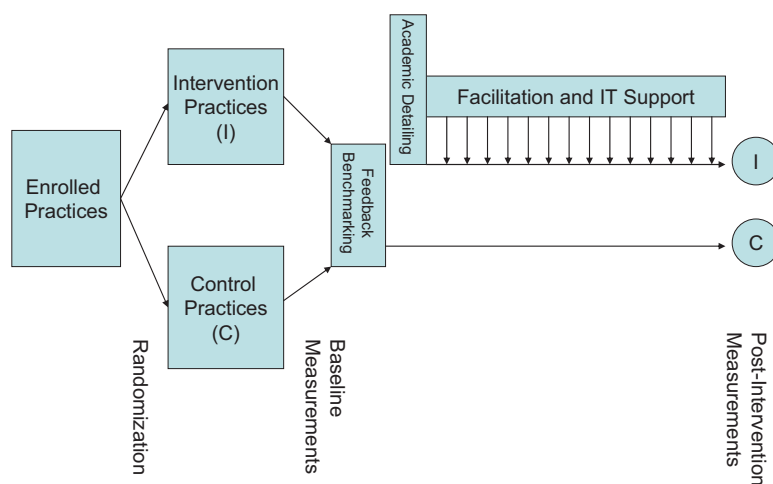 Enrolled
Practices
Intervention
Practices
(I)
Control
Practices
(C)
Randomization
Baseline
Measurements
Feedback
Benchmarking
Academic Detailing
Facilitation and IT Support
I
C
Post-Intervention
Measurements